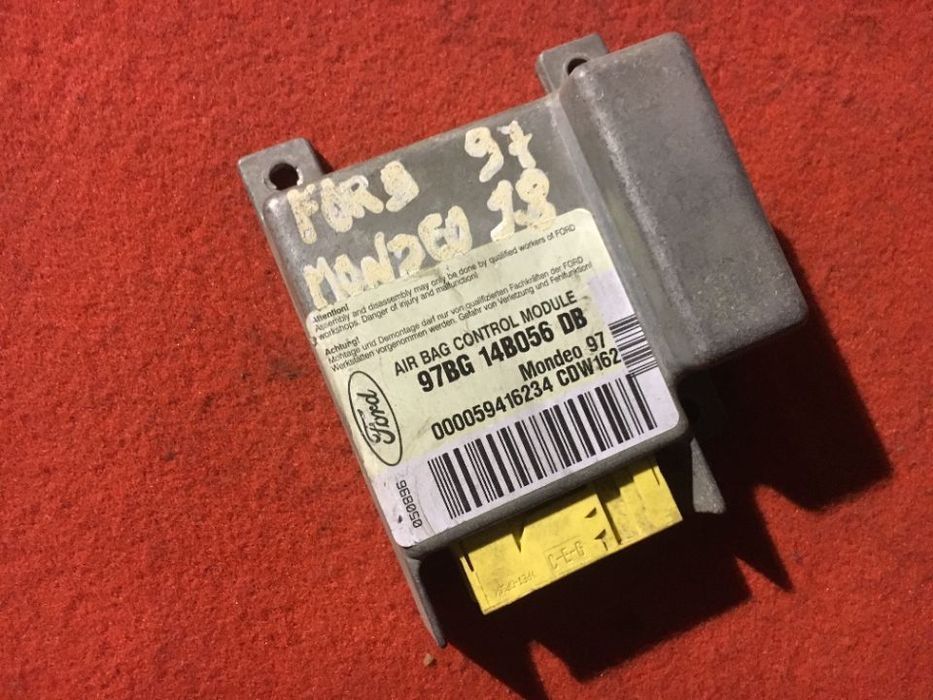 FORD 97
MONDEO 1.8
Attention!
Assembly and disassembly may only be done by qualified workers of FORD
workshops. Danger of injury and malfunction!
Achtung!
Montage und Demontage darf nur von qualifizierten Fachkräften der FORD
Werkstätten vorgenommen werden. Gefahr von Verletzung und Fehlfunktion!
AIR BAG CONTROL MODULE
97BG 14B056 DB
Mondeo 97
000059416234 CDW162
Ford
050896
C-E-G